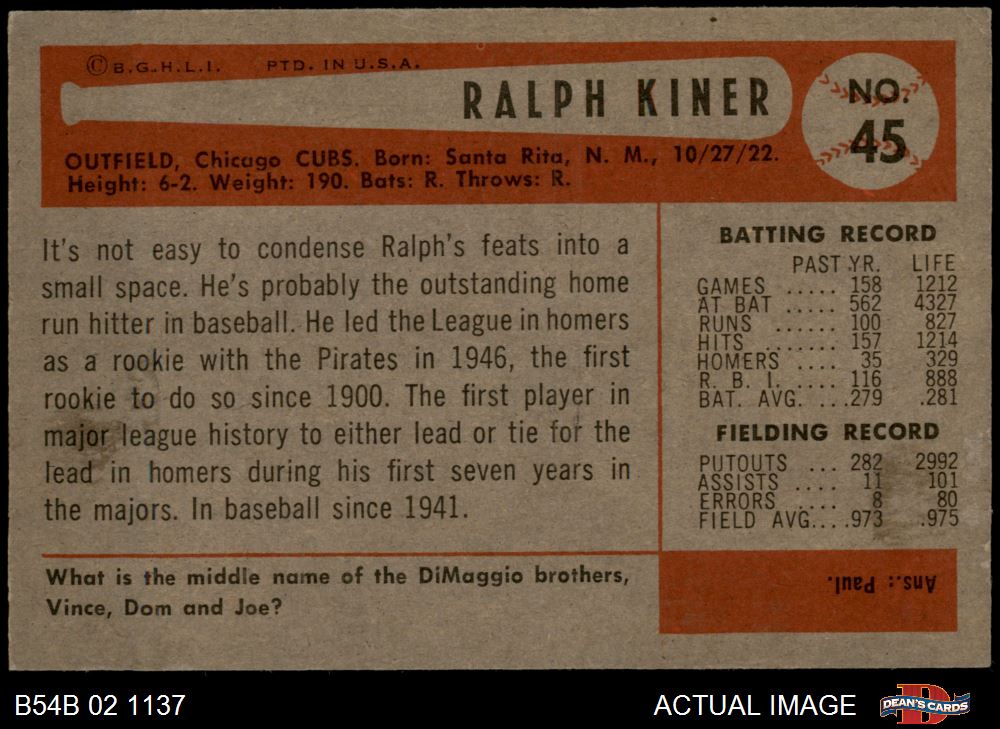 © B.G.H.L.I. PTD. IN U.S.A.
RALPH KINER
NO.
45
OUTFIELD, Chicago CUBS. Born: Santa Rita, N. M., 10/27/22.
Height: 6-2. Weight: 190. Bats: R. Throws: R.
It's not easy to condense Ralph's feats into a
small space. He's probably the outstanding home
run hitter in baseball. He led the League in homers
as a rookie with the Pirates in 1946, the first
rookie to do so since 1900. The first player in
major league history to either lead or tie for the
lead in homers during his first seven years in
the majors. In baseball since 1941.
BATTING RECORD
PAST YR. LIFE
GAMES ..... 158 1212
AT BAT ..... 562 4327
RUNS ...... 100 827
HITS ....... 157 1214
HOMERS .... 35 329
R. B. I. .... 116 888
BAT. AVG. ...279 .281
FIELDING RECORD
PUTOUTS ... 282 2992
ASSISTS .... 11 101
ERRORS .... 8 80
FIELD AVG.... .973 .975
What is the middle name of the DiMaggio brothers,
Vince, Dom and Joe?
Ans.: Paul.
B54B 02 1137
ACTUAL IMAGE
D
DEAN'S CARDS